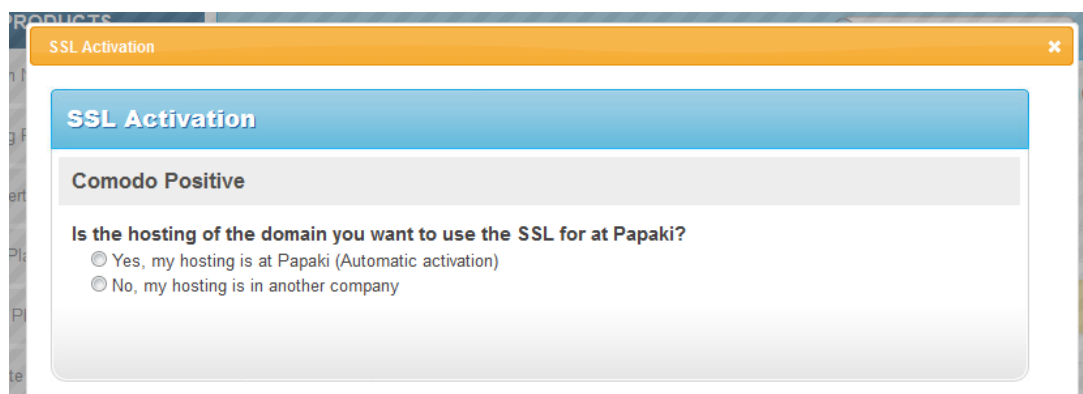 PRODUCTS
SSL Activation
SSL Activation
Comodo Positive
Is the hosting of the domain you want to use the SSL for at Papaki?
Yes, my hosting is at Papaki (Automatic activation)
No, my hosting is in another company